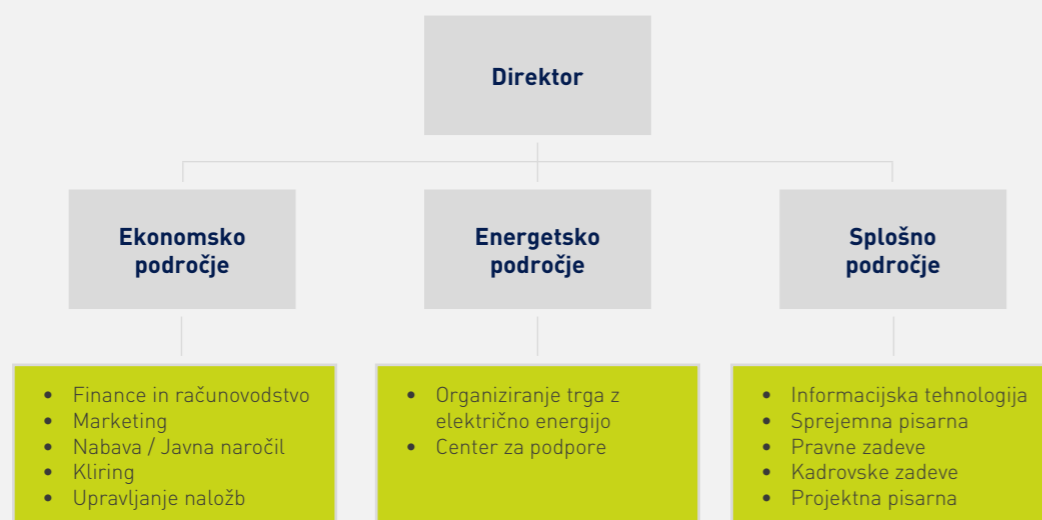 Direktor
Ekonomsko
področje
Energetsko
področje
Splošno
področje
• Finance in računovodstvo
• Marketing
• Nabava / Javna naročil
• Kliring
• Upravljanje naložb
• Organiziranje trga z
električno energijo
• Center za podpore
• Informacijska tehnologija
• Sprejemna pisarna
• Pravne zadeve
• Kadrovske zadeve
• Projektna pisarna